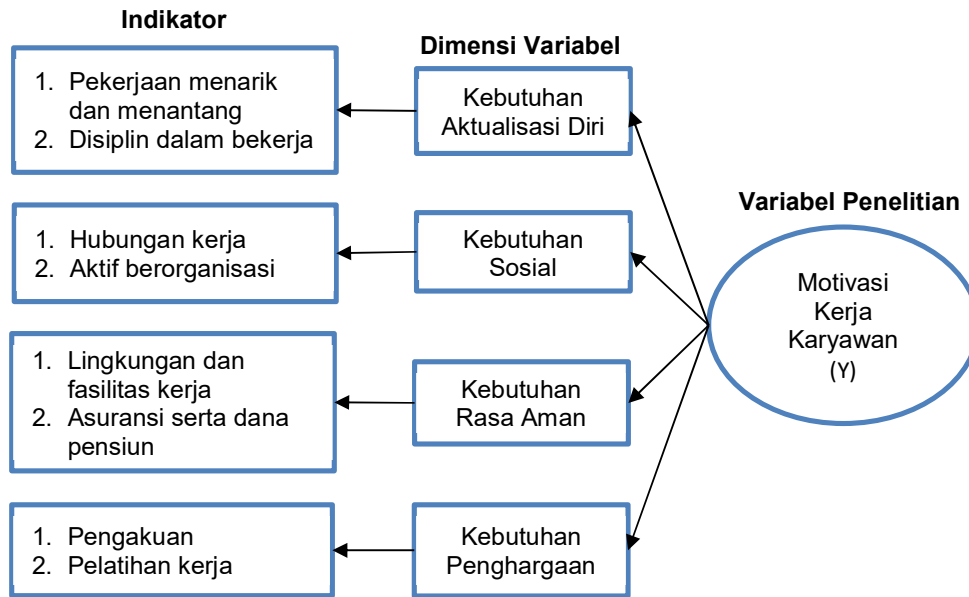 Indikator
Dimensi Variabel
Variabel Penelitian
1. Pekerjaan menarik
dan menantang
2. Disiplin dalam bekerja
Kebutuhan
Aktualisasi Diri
1. Hubungan kerja
2. Aktif berorganisasi
Kebutuhan
Sosial
1. Lingkungan dan
fasilitas kerja
2. Asuransi serta dana
pensiun
Kebutuhan
Rasa Aman
1. Pengakuan
2. Pelatihan kerja
Kebutuhan
Penghargaan
Motivasi
Kerja
Karyawan
(Y)